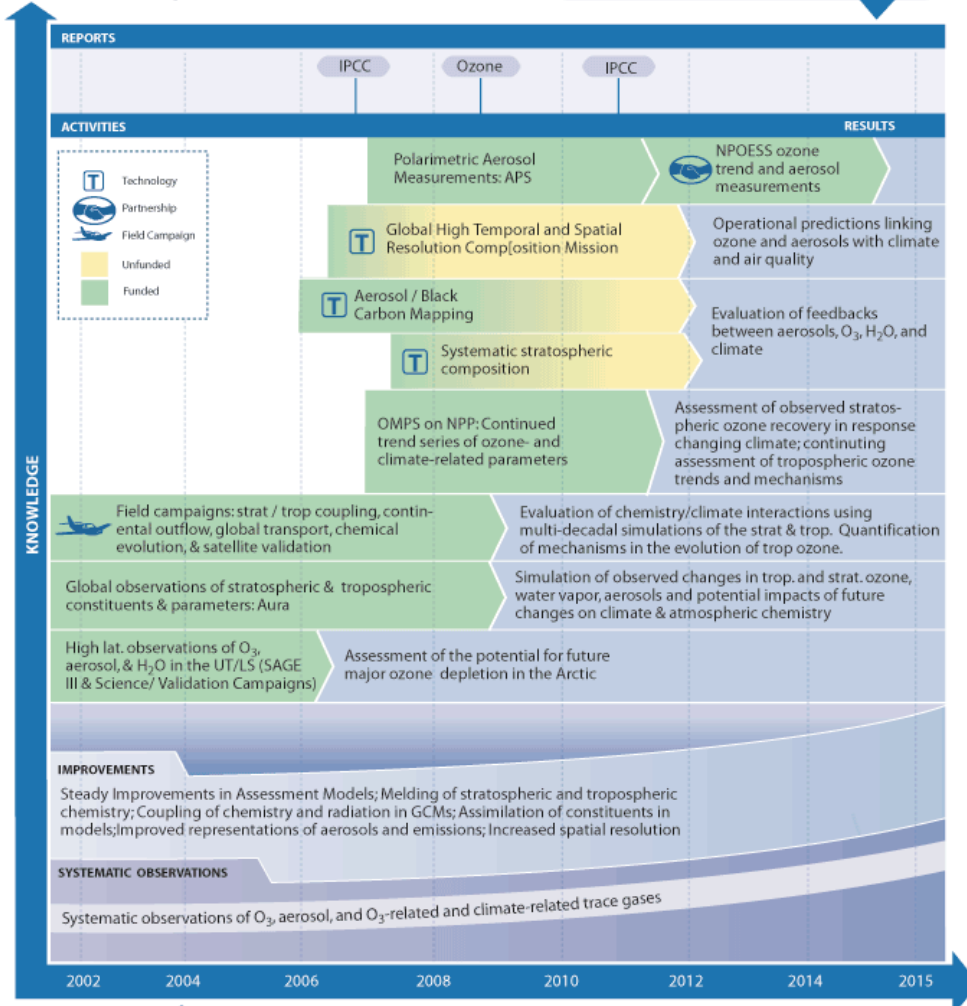 REPORTS
IPCC
Ozone
IPCC
ACTIVITIES
RESULTS
T
Technology
Partnership
Field Campaign
Unfunded
Funded
Polarimetric Aerosol
Measurements: APS
NPOESS ozone
trend and aerosol
measurements
T
Global High Temporal and Spatial
Resolution Comp[osition Mission
Operational predictions linking
ozone and aerosols with climate
and air quality
T
Aerosol / Black
Carbon Mapping
Evaluation of feedbacks
between aerosols, O3, H2O, and
climate
T
Systematic stratospheric
composition
OMPS on NPP: Continued
trend series of ozone- and
climate-related parameters
Assessment of observed stratos-
pheric ozone recovery in response
changing climate; continuting
assessment of tropospheric ozone
trends and mechanisms
Field campaigns: strat / trop coupling, contin-
ental outflow, global transport, chemical
evolution, & satellite validation
Evaluation of chemistry/climate interactions using
multi-decadal simulations of the strat & trop. Quantification
of mechanisms in the evolution of trop ozone.
Global observations of stratospheric & tropospheric
constituents & parameters: Aura
Simulation of observed changes in trop. and strat. ozone,
water vapor, aerosols and potential impacts of future
changes on climate & atmospheric chemistry
High lat. observations of O3,
aerosol, & H2O in the UT/LS (SAGE
III & Science/ Validation Campaigns)
Assessment of the potential for future
major ozone depletion in the Arctic
KNOWLEDGE
IMPROVEMENTS
Steady Improvements in Assessment Models; Melding of stratospheric and tropospheric
chemistry; Coupling of chemistry and radiation in GCMs; Assimilation of constituents in
models;Improved representations of aerosols and emissions; Increased spatial resolution
SYSTEMATIC OBSERVATIONS
Systematic observations of O3, aerosol, and O3-related and climate-related trace gases
2002 2004 2006 2008 2010 2012 2014 2015